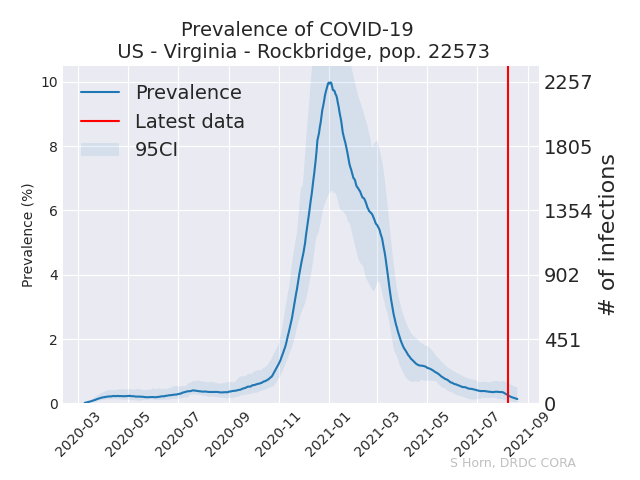 Prevalence of COVID-19
US - Virginia - Rockbridge, pop. 22573
Prevalence
Latest data
95CI
Prevalence (%)
10
8
6
4
2
0
2257
1805
1354
902
451
0
# of infections
2020-03
2020-05
2020-07
2020-09
2020-11
2021-01
2021-03
2021-05
2021-07
2021-09
S Horn, DRDC CORA